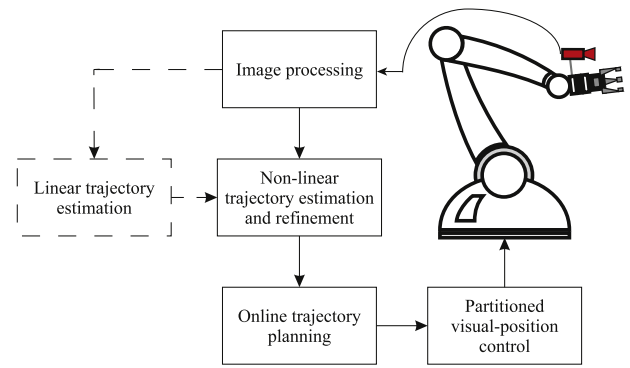 Image processing
Linear trajectory
estimation
Non-linear
trajectory estimation
and refinement
Online trajectory
planning
Partitioned
visual-position
control